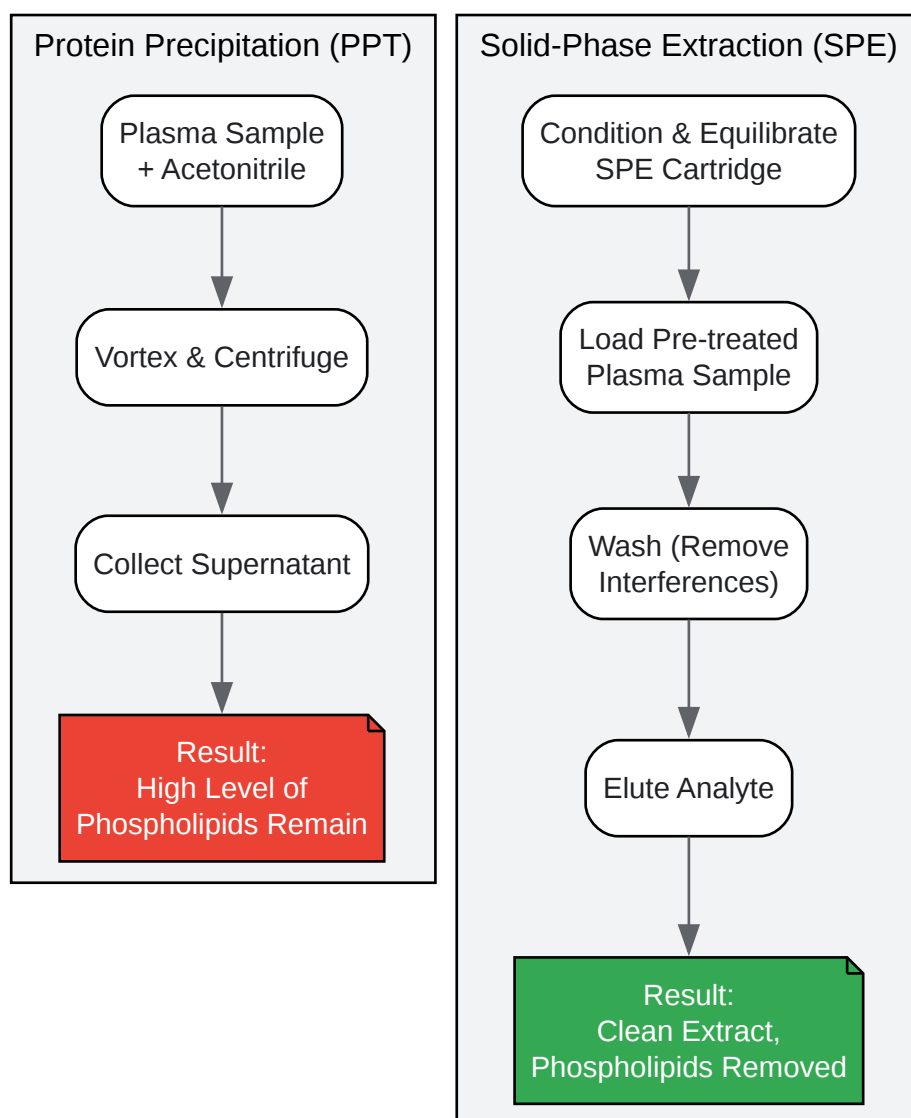 Protein Precipitation (PPT)
Plasma Sample
+ Acetonitrile
Vortex & Centrifuge
Collect Supernatant
Result:
High Level of
Phospholipids Remain
Solid-Phase Extraction (SPE)
Condition & Equilibrate
SPE Cartridge
Load Pre-treated
Plasma Sample
Wash (Remove
Interferences)
Elute Analyte
Result:
Clean Extract,
Phospholipids Removed